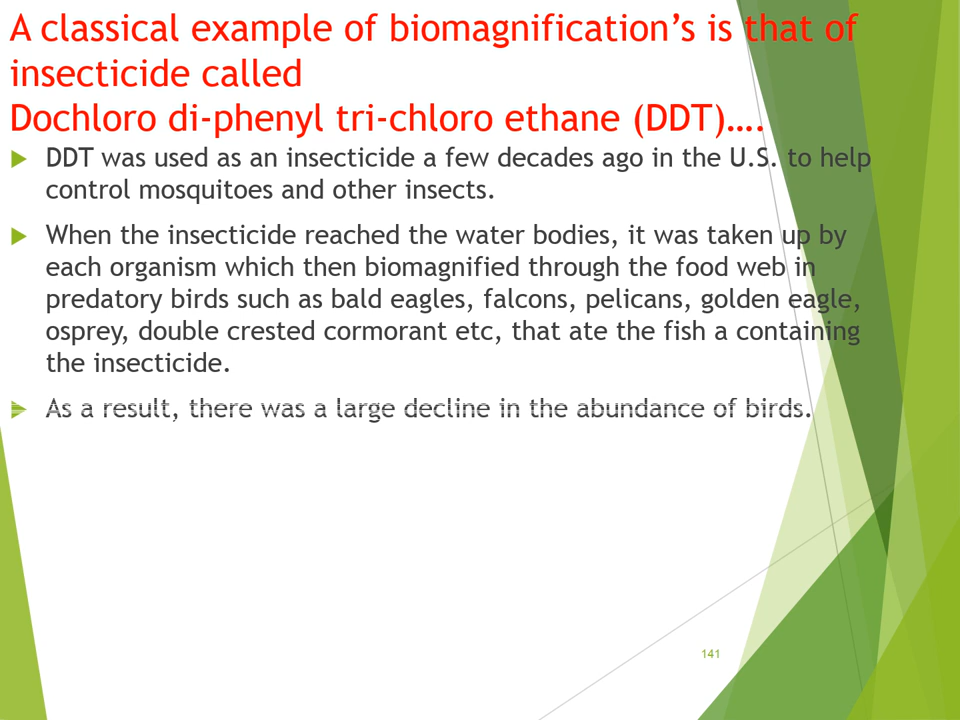 A classical example of biomagnification’s is that of
insecticide called
Dochloro di-phenyl tri-chloro ethane (DDT)….
DDT was used as an insecticide a few decades ago in the U.S. to help
control mosquitoes and other insects.
When the insecticide reached the water bodies, it was taken up by
each organism which then biomagnified through the food web in
predatory birds such as bald eagles, falcons, pelicans, golden eagle,
osprey, double crested cormorant etc, that ate the fish a containing
the insecticide.
As a result, there was a large decline in the abundance of birds.
141